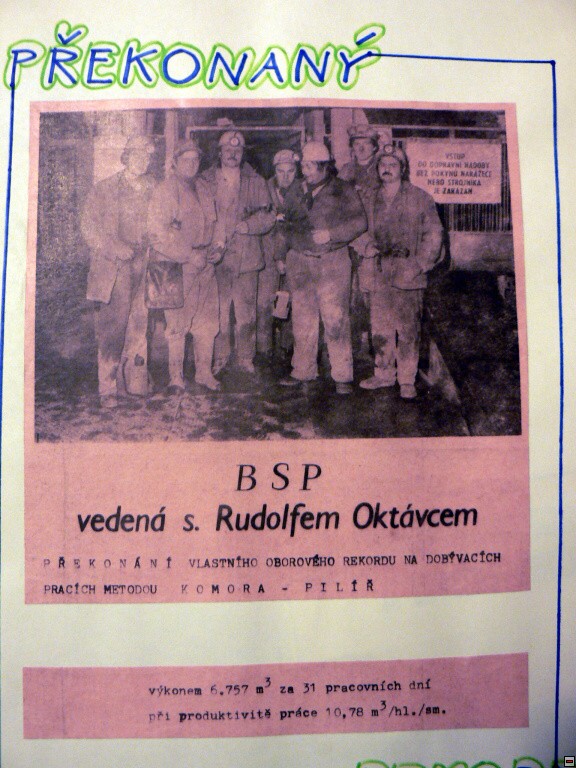 PŘEKONANÝ
VSTUP
DO DOPRAVNÍ NÁDOBY
BEZ POKYNU NARÁŽEČE
NEBO STROJNÍKA
JE ZAKÁZÁN
BSP
vedená s. Rudolfem Oktávcem
PŘEKONÁNÍ VLASTNÍHO OBOROVÉHO REKORDU NA DOBÝVACÍCH
PRACÍCH METODOU KOMORA - PILÍŘ
výkonem 6.757 m³ za 31 pracovních dní
při produktivitě práce 10,78 m³/hl./sm.